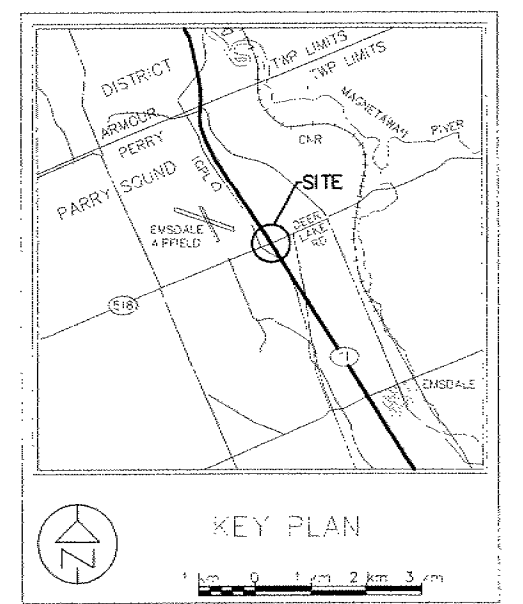 DISTRICT
TWP LIMITS
TWP LIMITS
ARMOUR
PERRY
MAGNETAWAN
RIVER
CNR
PARRY SOUND
SITE
EMSDALE
DEER
LAKE
RD
518
11
EMSDALE
N
KEY PLAN
1 km 0 1 km 2 km 3 km